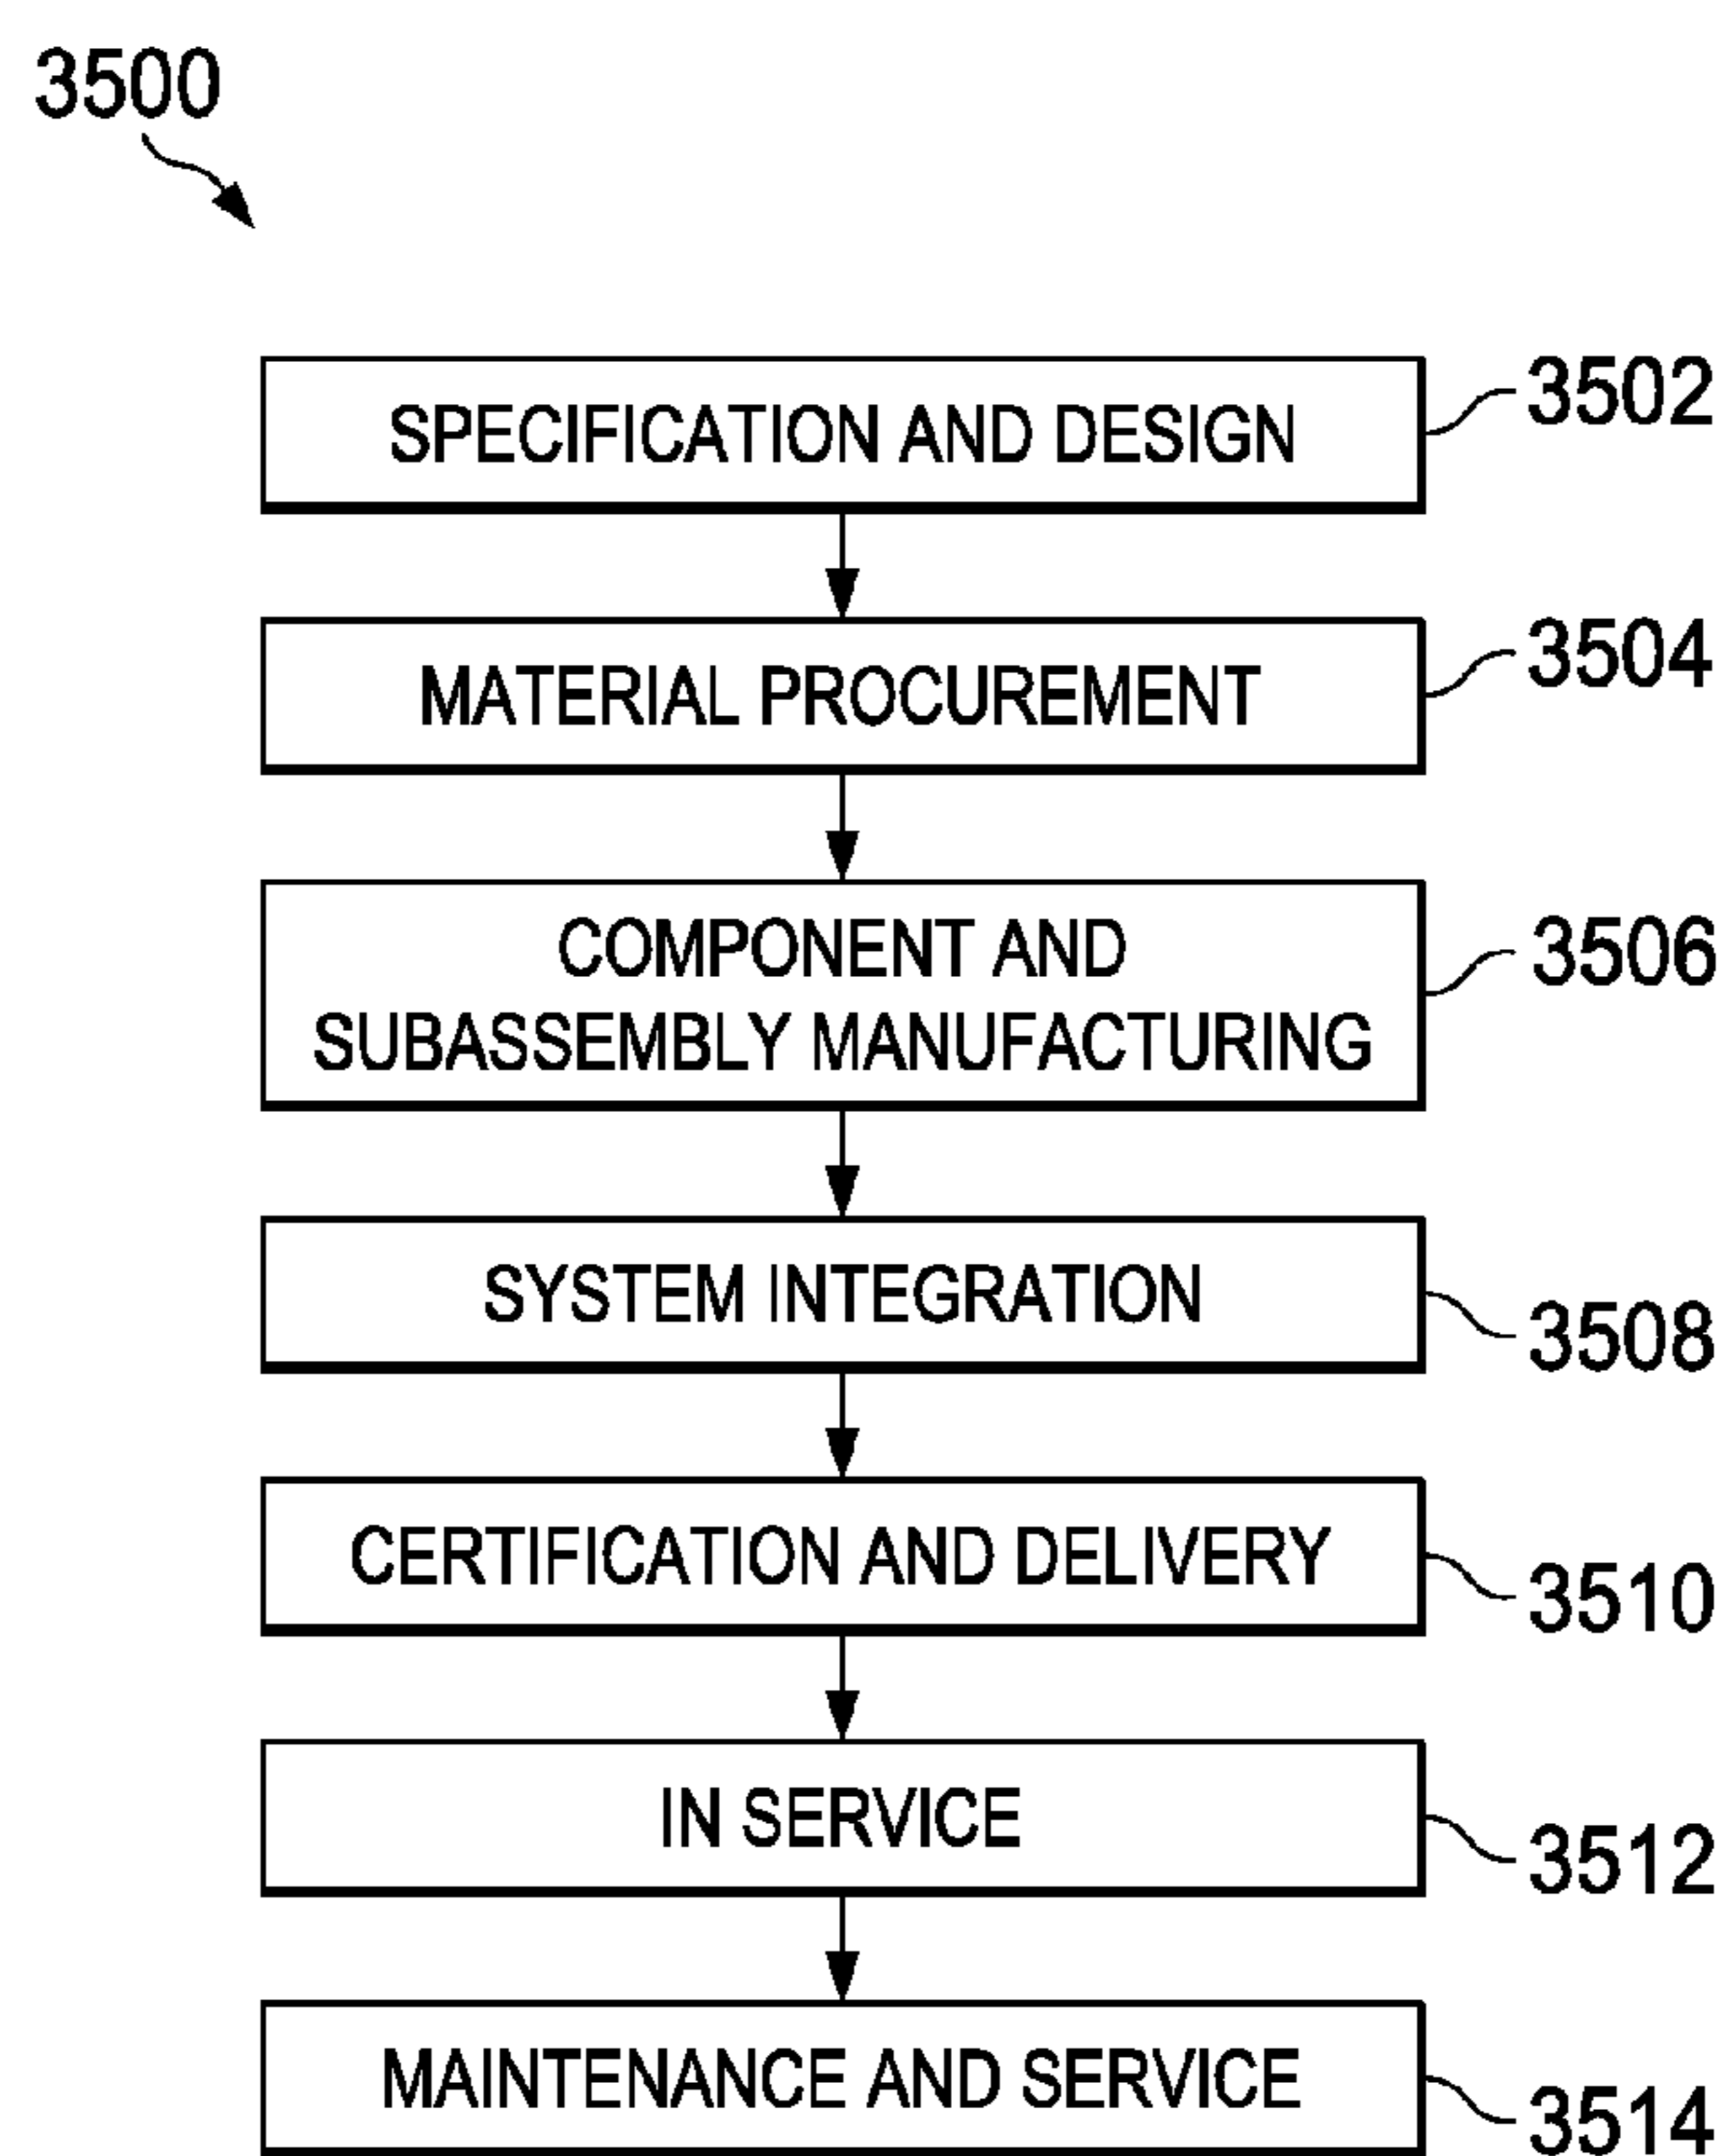 3500
SPECIFICATION AND DESIGN
3502
MATERIAL PROCUREMENT
3504
COMPONENT AND
SUBASSEMBLY MANUFACTURING
3506
SYSTEM INTEGRATION
3508
CERTIFICATION AND DELIVERY
3510
IN SERVICE
3512
MAINTENANCE AND SERVICE
3514